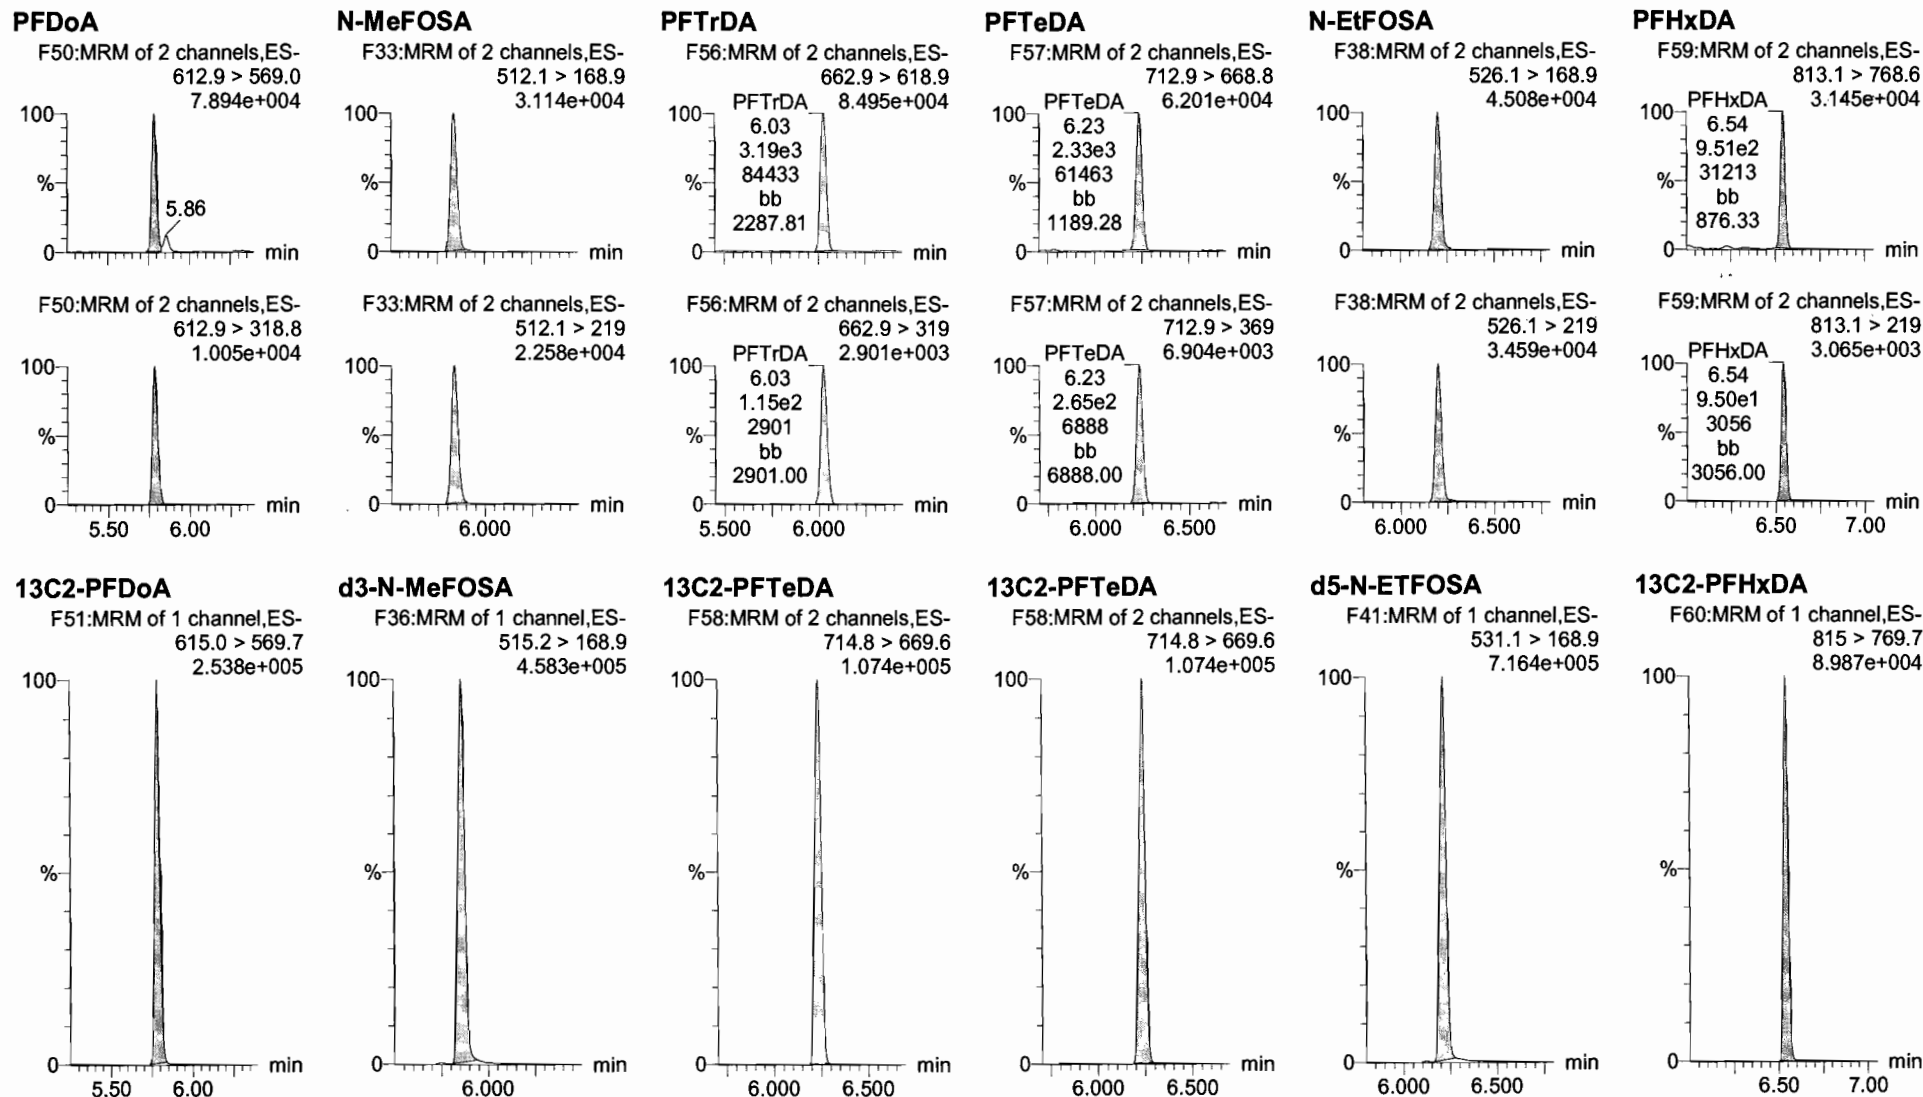 PFDoA
F50:MRM of 2 channels,ES-
612.9 > 569.0
7.894e+004
100
%
5.86
0
min
N-MeFOSA
F33:MRM of 2 channels,ES-
512.1 > 168.9
3.114e+004
100
%
0
min
PFTrDA
F56:MRM of 2 channels,ES-
662.9 > 618.9
8.495e+004
PFTrDA
6.03
3.19e3
84433
bb
2287.81
100
%
0
min
PFTeDA
F57:MRM of 2 channels,ES-
712.9 > 668.8
6.201e+004
PFTeDA
6.23
2.33e3
61463
bb
1189.28
100
%
0
min
N-EtFOSA
F38:MRM of 2 channels,ES-
526.1 > 168.9
4.508e+004
100
%
0
min
PFHxDA
F59:MRM of 2 channels,ES-
813.1 > 768.6
3.145e+004
PFHxDA
6.54
9.51e2
31213
bb
876.33
100
%
0
min
F50:MRM of 2 channels,ES-
612.9 > 318.8
1.005e+004
100
%
0
min
5.50 6.00
F33:MRM of 2 channels,ES-
512.1 > 219
2.258e+004
100
%
0
min
6.000
F56:MRM of 2 channels,ES-
662.9 > 319
2.901e+003
PFTrDA
6.03
1.15e2
2901
bb
2901.00
100
%
0
min
5.500 6.000
F57:MRM of 2 channels,ES-
712.9 > 369
6.904e+003
PFTeDA
6.23
2.65e2
6888
bb
6888.00
100
%
0
min
6.000 6.500
F38:MRM of 2 channels,ES-
526.1 > 219
3.459e+004
100
%
0
min
6.000 6.500
F59:MRM of 2 channels,ES-
813.1 > 219
3.065e+003
PFHxDA
6.54
9.50e1
3056
bb
3056.00
100
%
0
min
6.50 7.00
13C2-PFDoA
F51:MRM of 1 channel,ES-
615.0 > 569.7
2.538e+005
100
%
0
min
5.50 6.00
d3-N-MeFOSA
F36:MRM of 1 channel,ES-
515.2 > 168.9
4.583e+005
100
%
0
min
6.000
13C2-PFTeDA
F58:MRM of 2 channels,ES-
714.8 > 669.6
1.074e+005
100
%
0
min
6.000 6.500
13C2-PFTeDA
F58:MRM of 2 channels,ES-
714.8 > 669.6
1.074e+005
100
%
0
min
6.000 6.500
d5-N-ETFOSA
F41:MRM of 1 channel,ES-
531.1 > 168.9
7.164e+005
100
%
0
min
6.000 6.500
13C2-PFHxDA
F60:MRM of 1 channel,ES-
815 > 769.7
8.987e+004
100
%
0
min
6.50 7.00